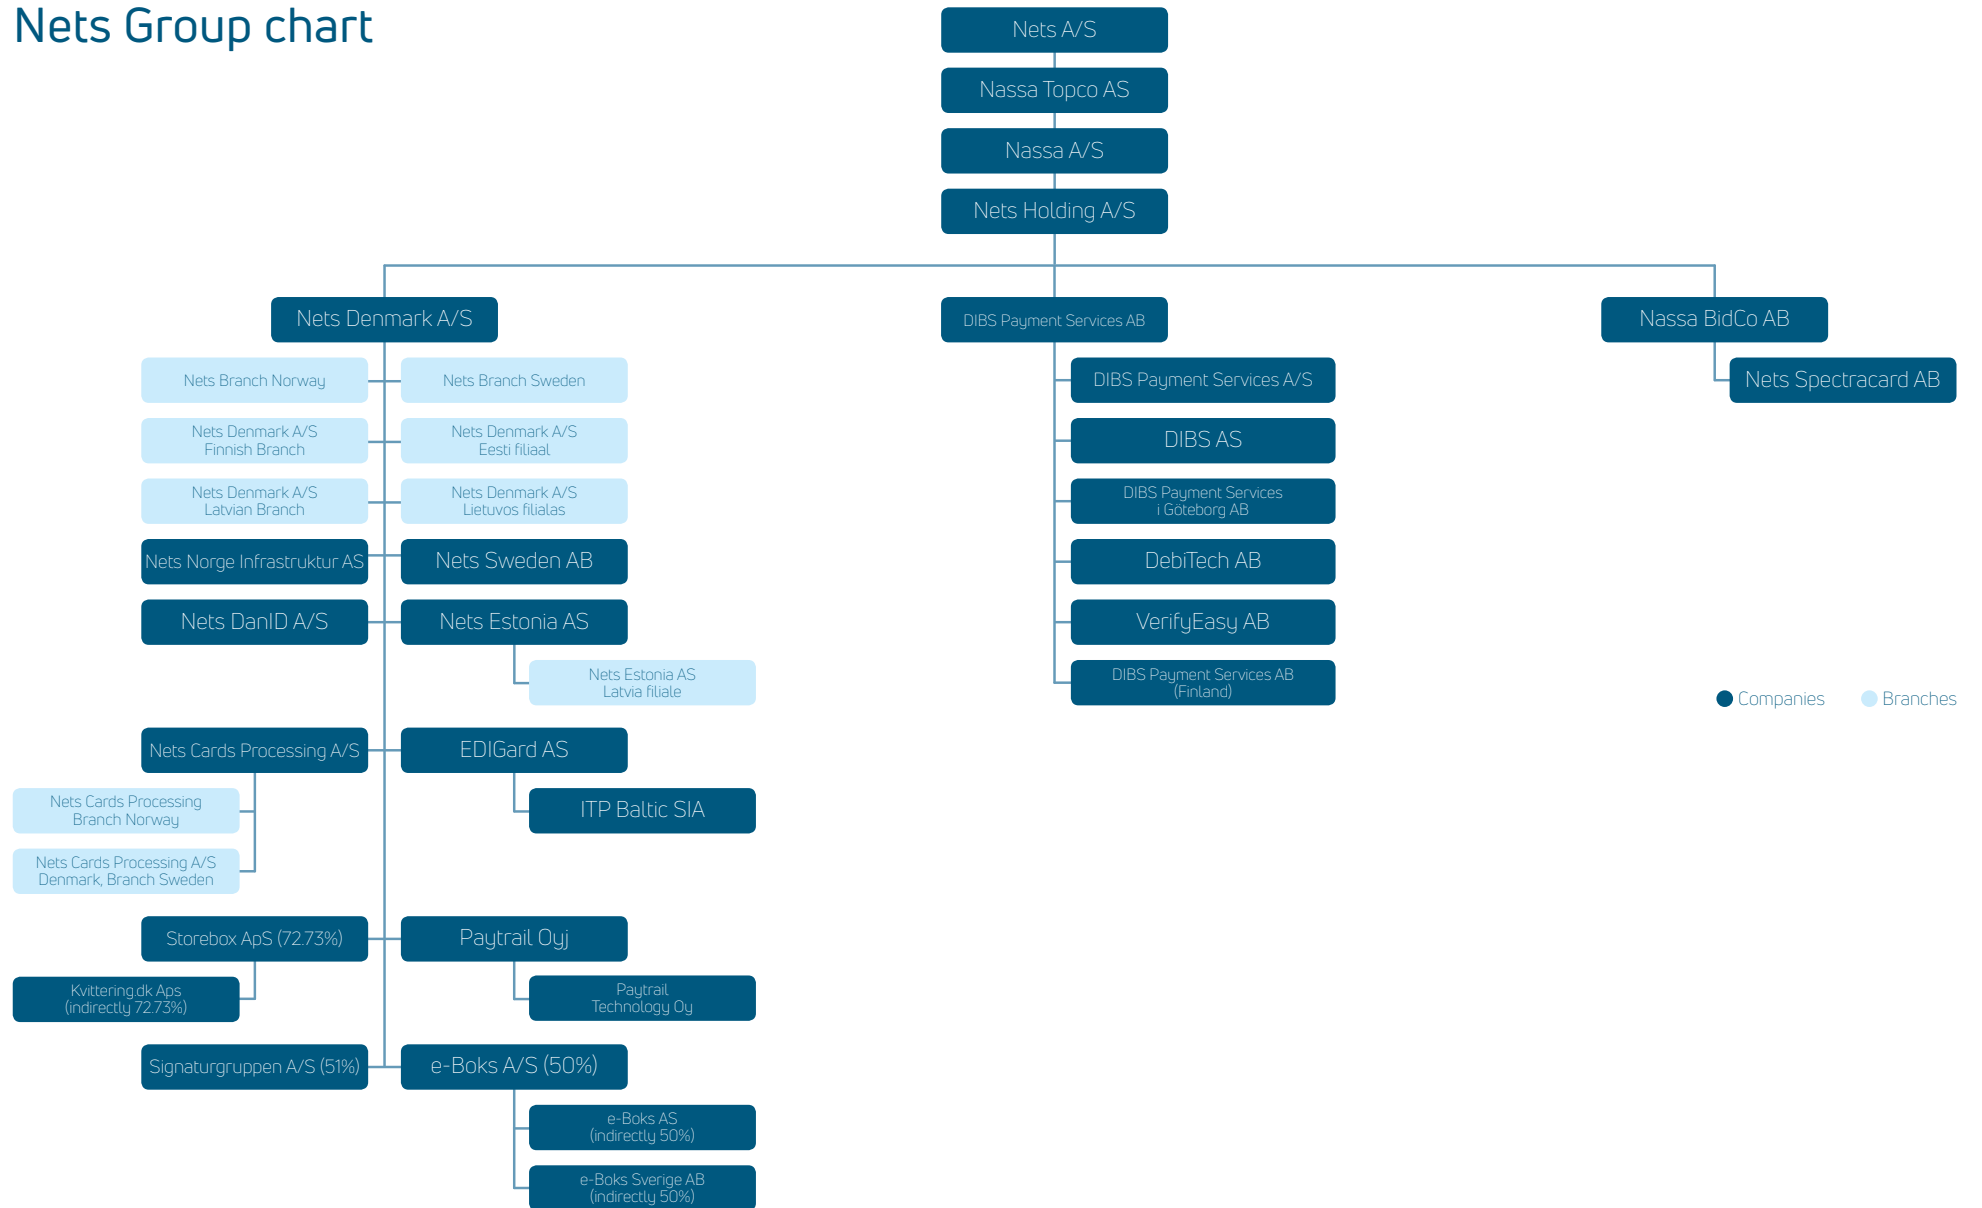 Nets Group chart
Nets A/S
Nassa Topco AS
Nassa A/S
Nets Holding A/S
Nets Denmark A/S
DIBS Payment Services AB
Nassa BidCo AB
Nets Branch Norway
Nets Branch Sweden
Nets Denmark A/S
Finnish Branch
Nets Denmark A/S
Eesti filiaal
Nets Denmark A/S
Latvian Branch
Nets Denmark A/S
Lietuvos filialas
Nets Norge Infrastruktur AS
Nets Sweden AB
Nets DanID A/S
Nets Estonia AS
Nets Estonia AS
Latvia filiale
Nets Cards Processing A/S
EDIGard AS
Nets Cards Processing
Branch Norway
ITP Baltic SIA
Nets Cards Processing A/S
Denmark, Branch Sweden
Storebox ApS (72.73%)
Paytrail Oyj
Kvittering.dk Aps
(indirectly 72.73%)
Paytrail
Technology Oy
Signaturgruppen A/S (51%)
e-Boks A/S (50%)
e-Boks AS
(indirectly 50%)
e-Boks Sverige AB
(indirectly 50%)
DIBS Payment Services A/S
DIBS AS
DIBS Payment Services
i Göteborg AB
DebiTech AB
VerifyEasy AB
DIBS Payment Services AB
(Finland)
Nets Spectracard AB
Companies
Branches